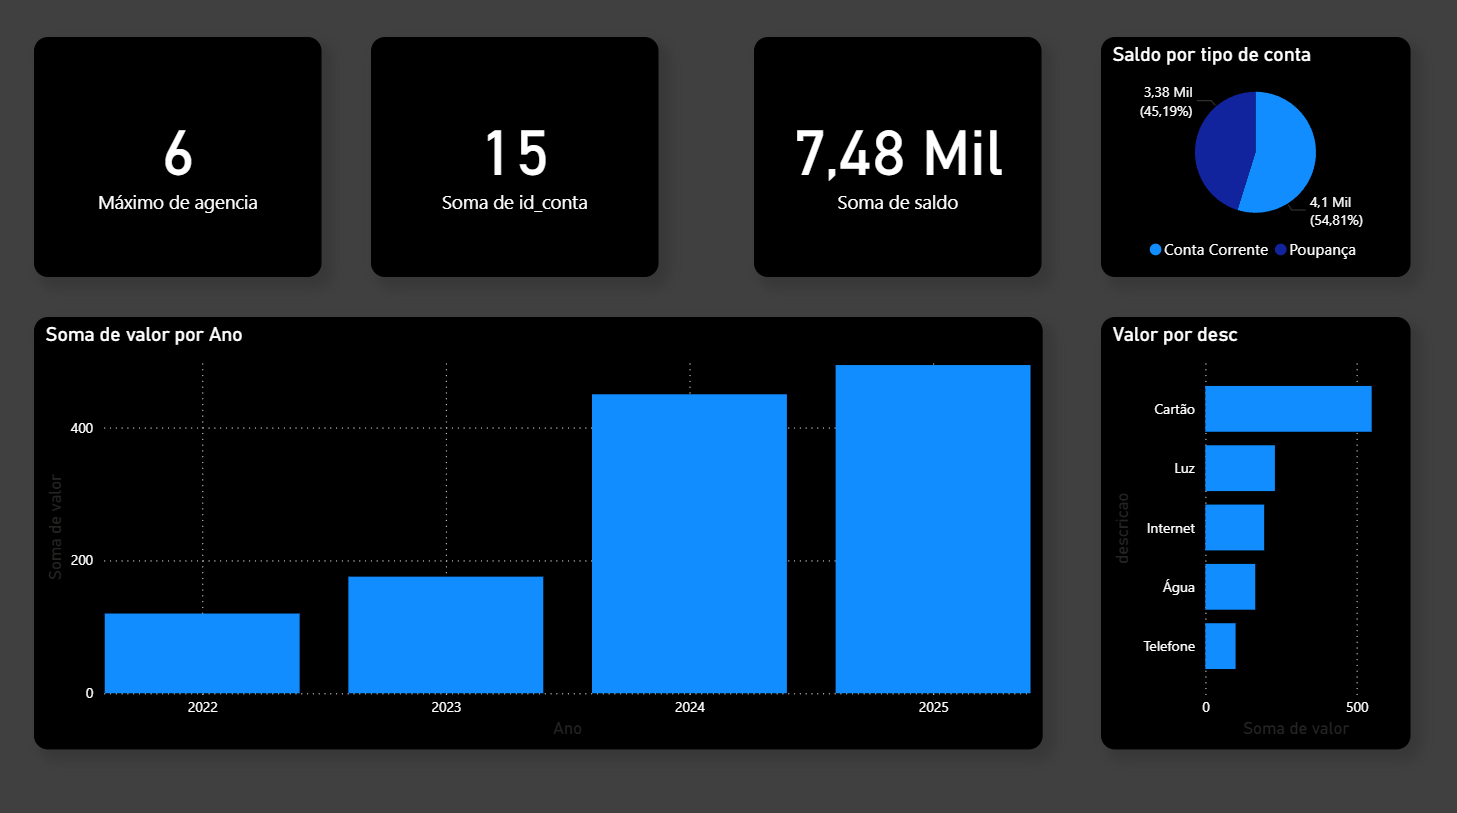 6
Máximo de agencia
15
Soma de id_conta
7,48 Mil
Soma de saldo
Saldo por tipo de conta
3,38 Mil
(45,19%)
4,1 Mil
(54,81%)
Conta Corrente
Poupança
Soma de valor por Ano
Soma de valor
400
200
0
2022
2023
2024
2025
Ano
Valor por desc
descricao
Cartão
Luz
Internet
Água
Telefone
0
500
Soma de valor